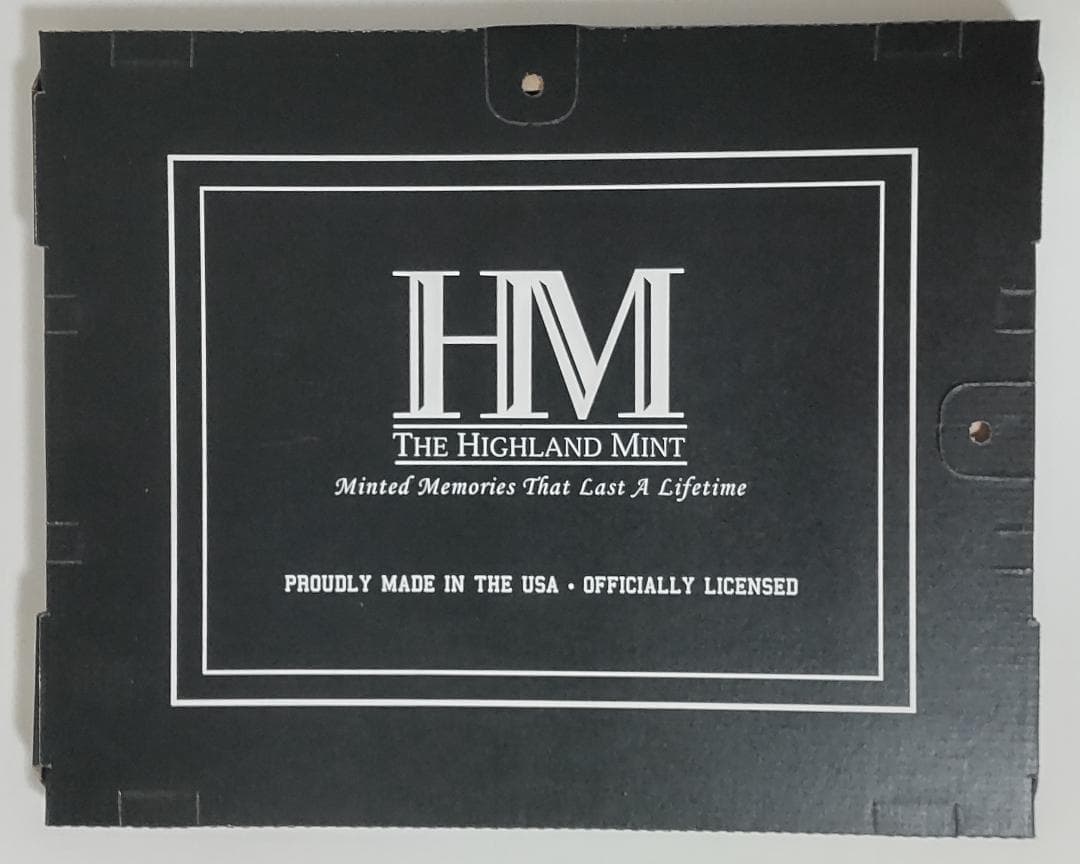 HM
THE HIGHLAND MINT
Minted Memories That Last A Lifetime
PROUDLY MADE IN THE USA • OFFICIALLY LICENSED